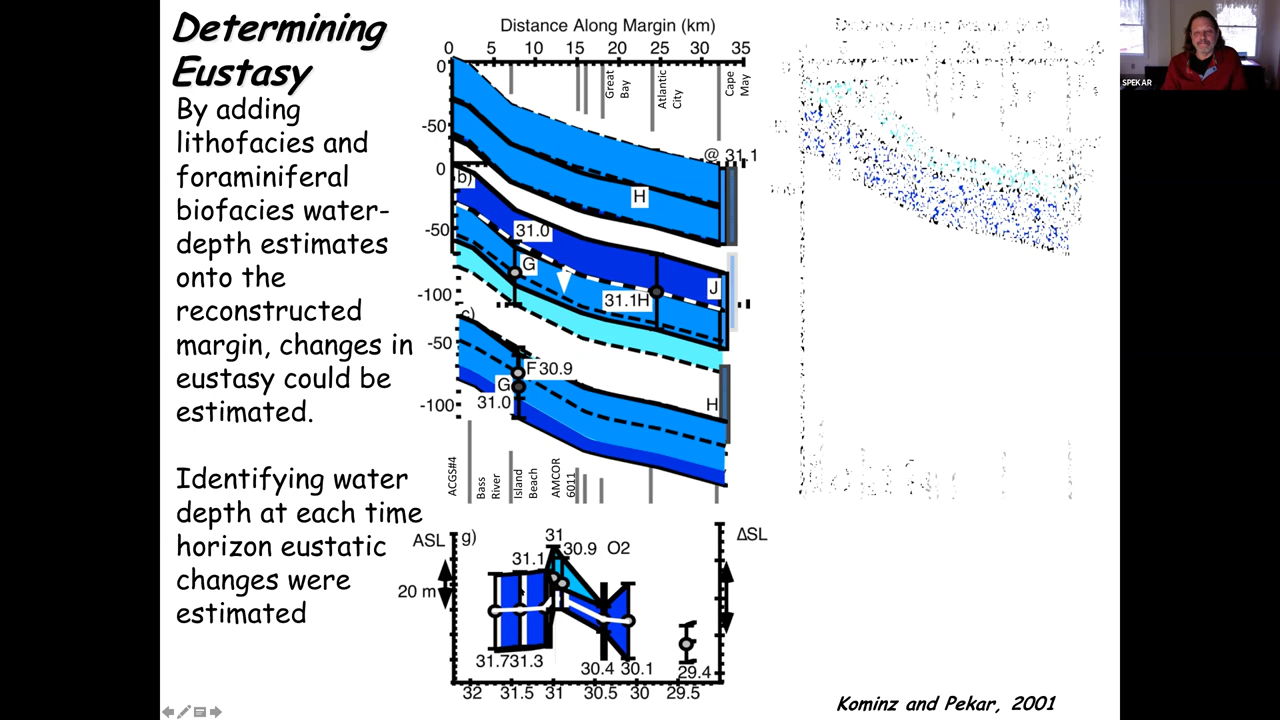 Determining
Eustasy
By adding
lithofacies and
foraminiferal
biofacies water-
depth estimates
onto the
reconstructed
margin, changes in
eustasy could be
estimated.
Identifying water
depth at each time
horizon eustatic
changes were
estimated
Distance Along Margin (km)
0 5 10 15 20 25 30 35
0
Great
Bay
Atlantic
City
Cape
May
-50
@ 31.1
0
b)
H
-50
31.0
G
J
-100
31.1H
c)
-50
F 30.9
G
-100
31.0
H
ACGS#4
Bass
River
Island
Beach
AMCOR
6011
ASL
g)
31
30.9 O2
ΔSL
31.1
20 m
31.7 31.3
30.4 30.1
29.4
32 31.5 31 30.5 30 29.5
SPEKAR
Kominz and Pekar, 2001